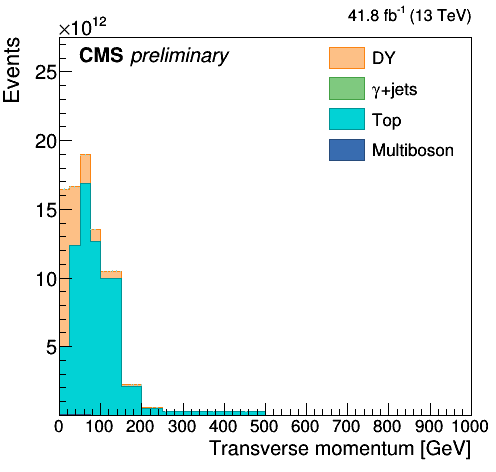 41.8 fb⁻¹ (13 TeV)
×10¹²
CMS preliminary
Events
DY
γ+jets
Top
Multiboson
25
20
15
10
5
0 100 200 300 400 500 600 700 800 900 1000
Transverse momentum [GeV]